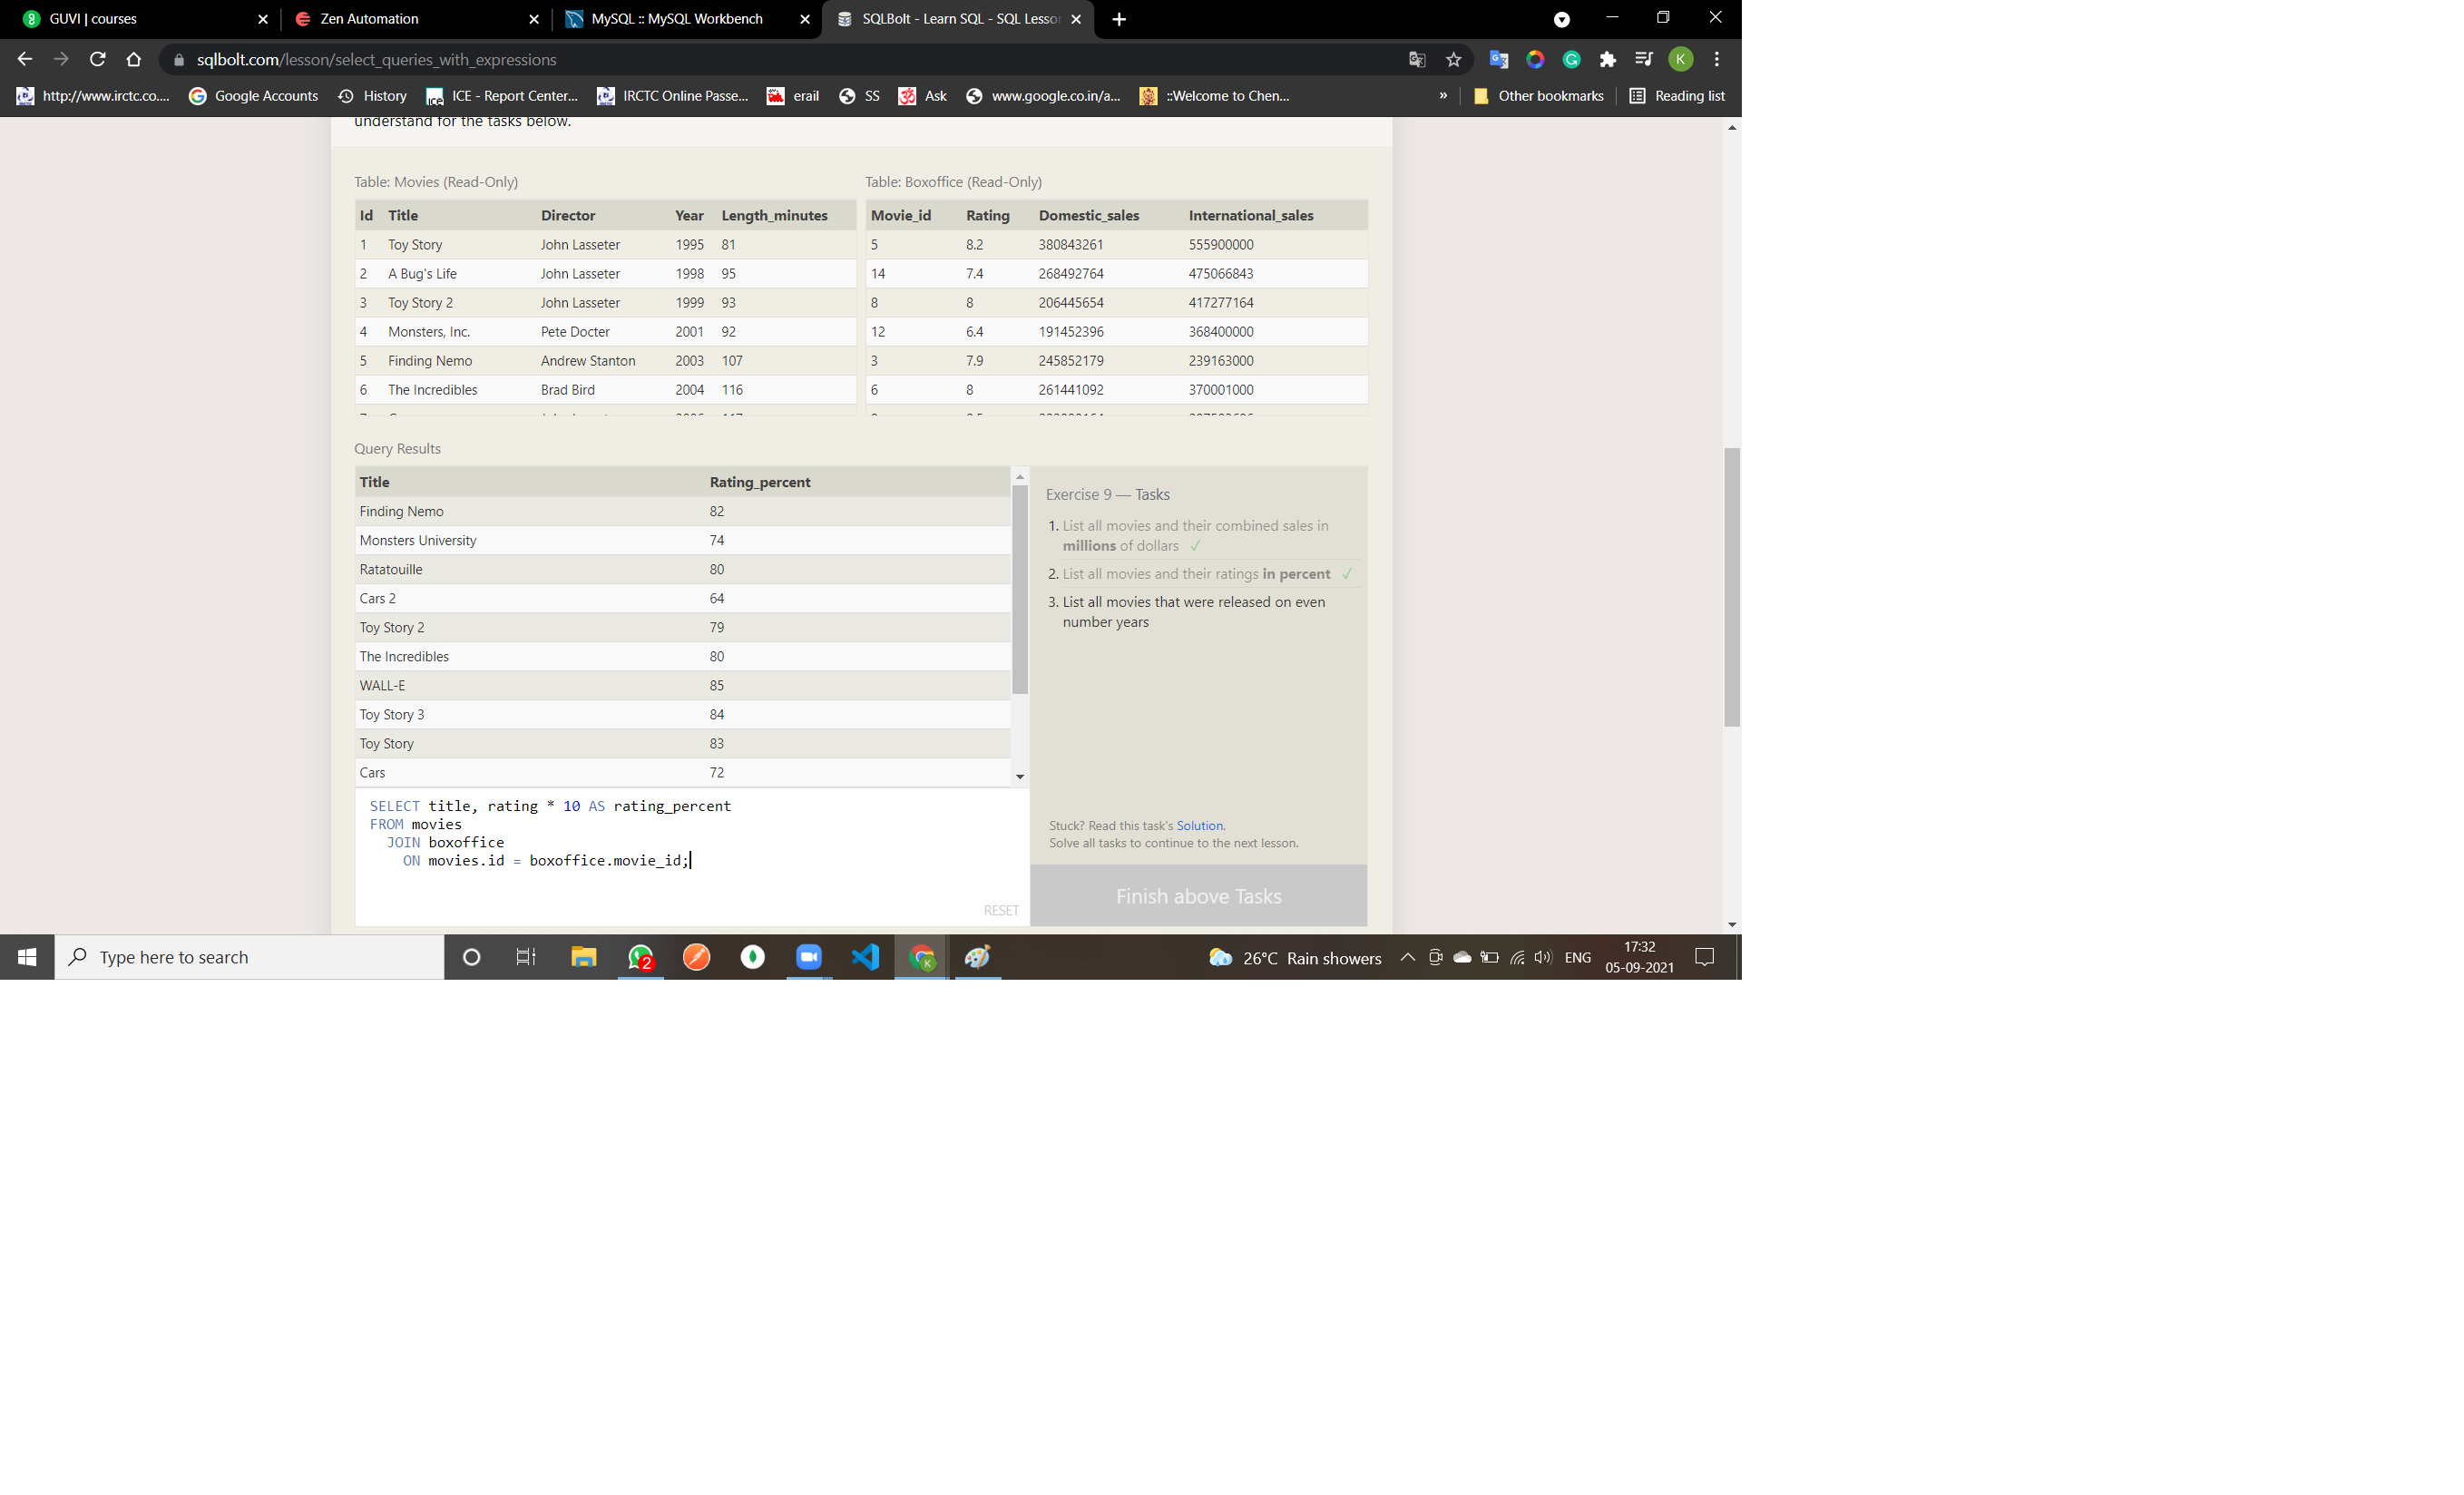 GUVI | courses
Zen Automation
MySQL :: MySQL Workbench
SQLBolt - Learn SQL - SQL Lesso
sqlbolt.com/lesson/select_queries_with_expressions
K
http://www.irctc.co....
Google Accounts
History
ICE - Report Center...
IRCTC Online Passe...
erail
SS
Ask
www.google.co.in/a...
::Welcome to Chen...
»
Other bookmarks
Reading list
understand for the tasks below.
Table: Movies (Read-Only)
Id Title Director Year Length_minutes
1 Toy Story John Lasseter 1995 81
2 A Bug's Life John Lasseter 1998 95
3 Toy Story 2 John Lasseter 1999 93
4 Monsters, Inc. Pete Docter 2001 92
5 Finding Nemo Andrew Stanton 2003 107
6 The Incredibles Brad Bird 2004 116
Table: Boxoffice (Read-Only)
Movie_id Rating Domestic_sales International_sales
5 8.2 380843261 555900000
14 7.4 268492764 475066843
8 8 206445654 417277164
12 6.4 191452396 368400000
3 7.9 245852179 239163000
6 8 261441092 370001000
Query Results
Title Rating_percent
Finding Nemo 82
Monsters University 74
Ratatouille 80
Cars 2 64
Toy Story 2 79
The Incredibles 80
WALL-E 85
Toy Story 3 84
Toy Story 83
Cars 72
SELECT title, rating * 10 AS rating_percent
FROM movies
JOIN boxoffice
ON movies.id = boxoffice.movie_id;
RESET
Exercise 9 — Tasks
1. List all movies and their combined sales in
millions of dollars ✓
2. List all movies and their ratings in percent ✓
3. List all movies that were released on even
number years
Stuck? Read this task's Solution.
Solve all tasks to continue to the next lesson.
Finish above Tasks
Type here to search
2
K
26°C Rain showers
ENG
17:32
05-09-2021